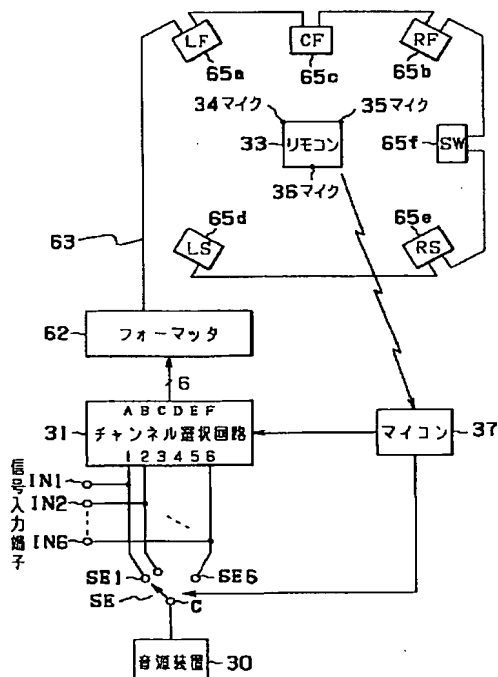 LF
CF
RF
65a
65c
65b
34マイク
35マイク
33
リモコン
65f
SW
36マイク
65d
65e
63
LS
RS
62
フォーマッタ
6
A B C D E F
31
チャンネル選択回路
マイコン
37
1 2 3 4 5 6
信号入力端子
IN1
IN2
IN6
SE1
SE6
SE
C
音源装置
30